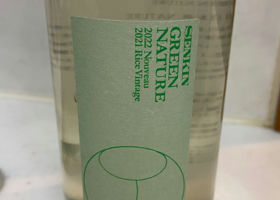 SENKIN
GREEN
NATURE
2022 Nouveau
2021 Rice Vintage